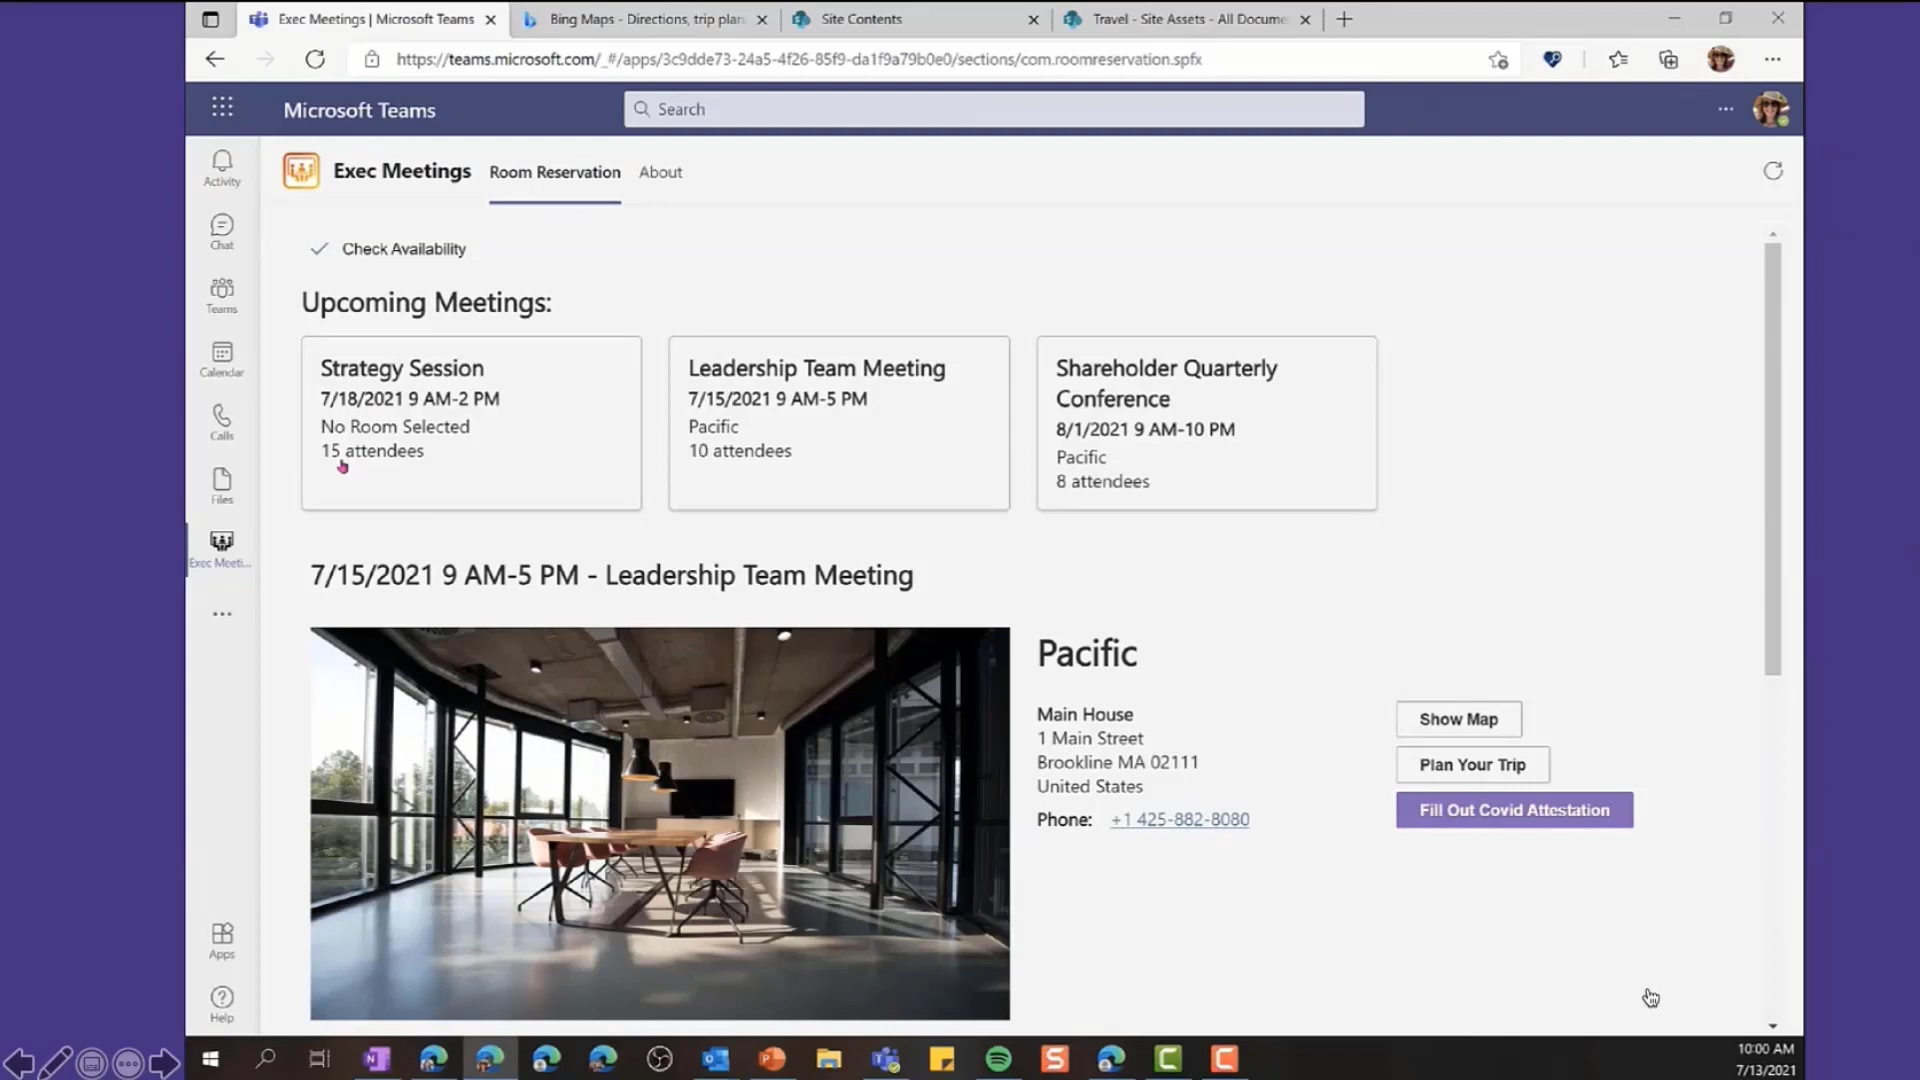 Exec Meetings | Microsoft Teams
Bing Maps - Directions, trip plan
Site Contents
Travel - Site Assets - All Docume
https://teams.microsoft.com/_#/apps/3c9dde73-24a5-4f26-85f9-da1f9a79b0e0/sections/com.roomreservation.spfx
Microsoft Teams
Search
Activity
Chat
Teams
Calendar
Calls
Files
Exec Meeti...
Apps
Help
Exec Meetings
Room Reservation
About
Check Availability
Upcoming Meetings:
Strategy Session
7/18/2021 9 AM-2 PM
No Room Selected
15 attendees
Leadership Team Meeting
7/15/2021 9 AM-5 PM
Pacific
10 attendees
Shareholder Quarterly
Conference
8/1/2021 9 AM-10 PM
Pacific
8 attendees
7/15/2021 9 AM-5 PM - Leadership Team Meeting
Pacific
Main House
1 Main Street
Brookline MA 02111
United States
Phone: +1 425-882-8080
Show Map
Plan Your Trip
Fill Out Covid Attestation
10:00 AM
7/13/2021